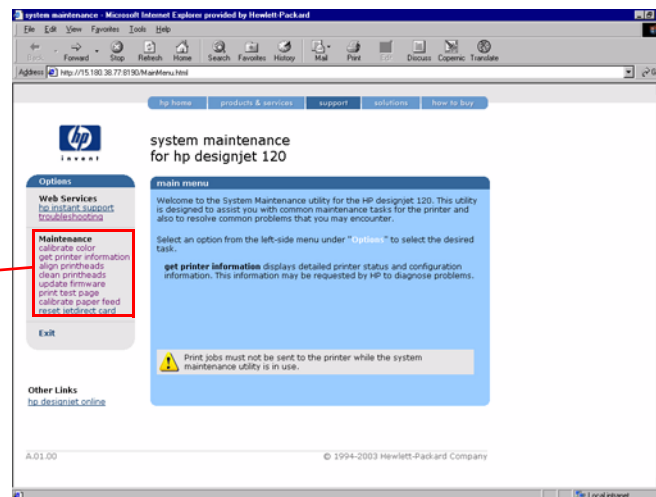 system maintenance - Microsoft Internet Explorer provided by Hewlett-Packard
File Edit View Favorites Tools Help
Back Forward Stop Refresh Home Search Favorites History Mail Print Edit Discuss Copernic Translate
Address http://15.180.38.77:8190/MainMenu.html
hp home products & services support solutions how to buy
hp
invent
system maintenance
for hp designjet 120
Options
Web Services
hp instant support
troubleshooting
Maintenance
calibrate color
get printer information
align printheads
clean printheads
update firmware
print test page
calibrate paper feed
reset jetdirect card
Exit
Other Links
hp designjet online
main menu
Welcome to the System Maintenance utility for the HP designjet 120. This utility
is designed to assist you with common maintenance tasks for the printer and
also to resolve common problems that you may encounter.
Select an option from the left-side menu under "Options" to select the desired
task.
get printer information displays detailed printer status and configuration
information. This information may be requested by HP to diagnose problems.
Print jobs must not be sent to the printer while the system
maintenance utility is in use.
A.01.00 © 1994-2003 Hewlett-Packard Company
Local intranet